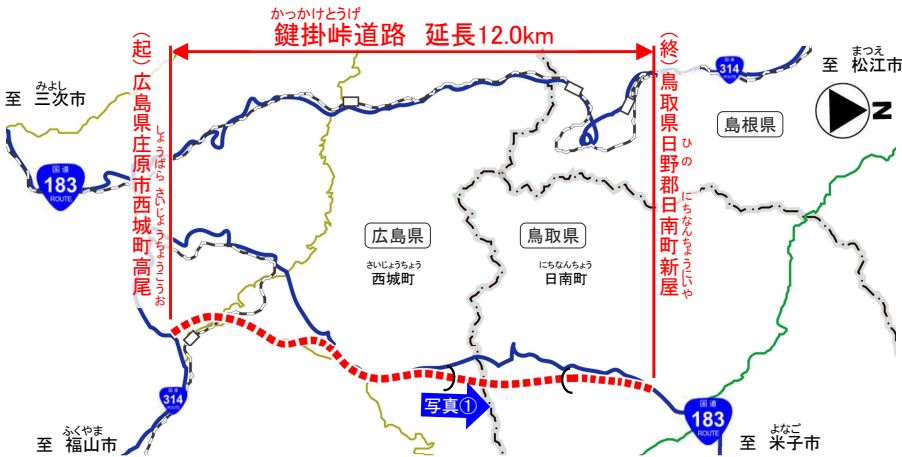 かっかけとうげ
鍵掛峠道路 延長12.0km
(起)広島県庄原市西城町高尾
しょうばら さいじょうちょうこうお
(終)鳥取県日野郡日南町新屋
ひの にちなんちょうにいや
至 三次市
みよし
国道
183
ROUTE
国道
314
ROUTE
まつえ
至 松江市
島根県
N
広島県
鳥取県
さいじょうちょう
西城町
にちなんちょう
日南町
写真①
国道
314
ROUTE
ふくやま
至 福山市
国道
183
ROUTE
よなご
至 米子市